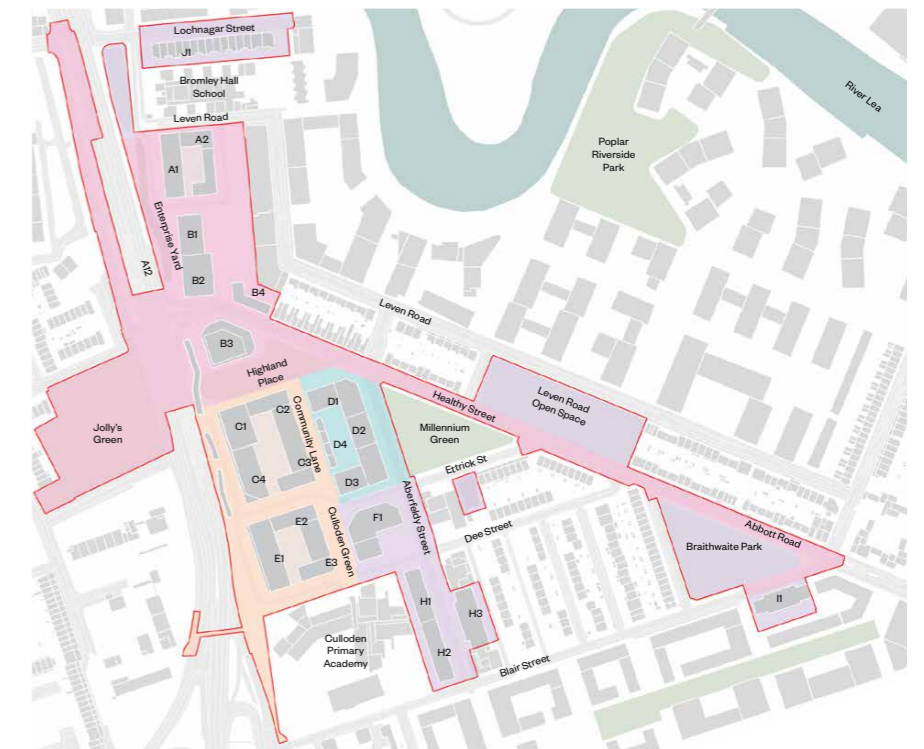 Lochnagar Street
J1
Bromley Hall
School
Leven Road
River Lea
Poplar
Riverside
Park
A2
A1
Enterprise Yard
B1
A12
B2
B4
Leven Road
B3
Highland
Place
Healthy Street
Leven Road
Open Space
Jolly's
Green
C1
C2
Community Lane
D1
D2
D4
C3
C4
D3
Millennium
Green
Ettrick St
Aberfeldy Street
E2
E1
E3
Culloden Green
F1
Dee Street
Abbott Road
Braithwaite Park
I1
H1
H3
H2
Culloden
Primary
Academy
Blair Street